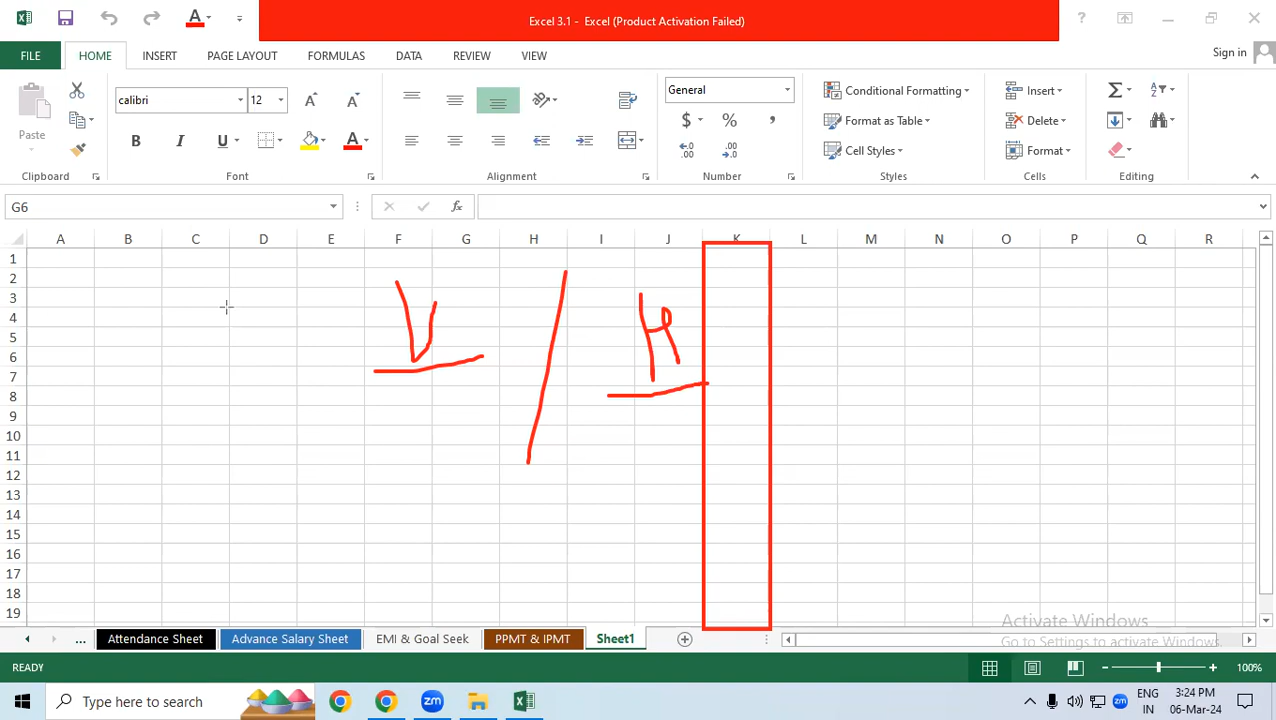 Excel 3.1 - Excel (Product Activation Failed)
FILE HOME INSERT PAGE LAYOUT FORMULAS DATA REVIEW VIEW Sign in
calibri 12 General
Paste
B I U A $ % ,
Conditional Formatting
Format as Table
Cell Styles
Insert
Delete
Format
Clipboard Font Alignment Number Styles Cells Editing
G6 fx
A B C D E F G H I J K L M N O P Q R
1
2
3
4
5
6
7
8
9
10
11
12
13
14
15
16
17
18
19
V / H
Activate Windows
Go to Settings to activate Windows.
... Attendance Sheet Advance Salary Sheet EMI & Goal Seek PPMT & IPMT Sheet1
READY 100%
Type here to search
zm
ENG
IN
3:24 PM
06-Mar-24